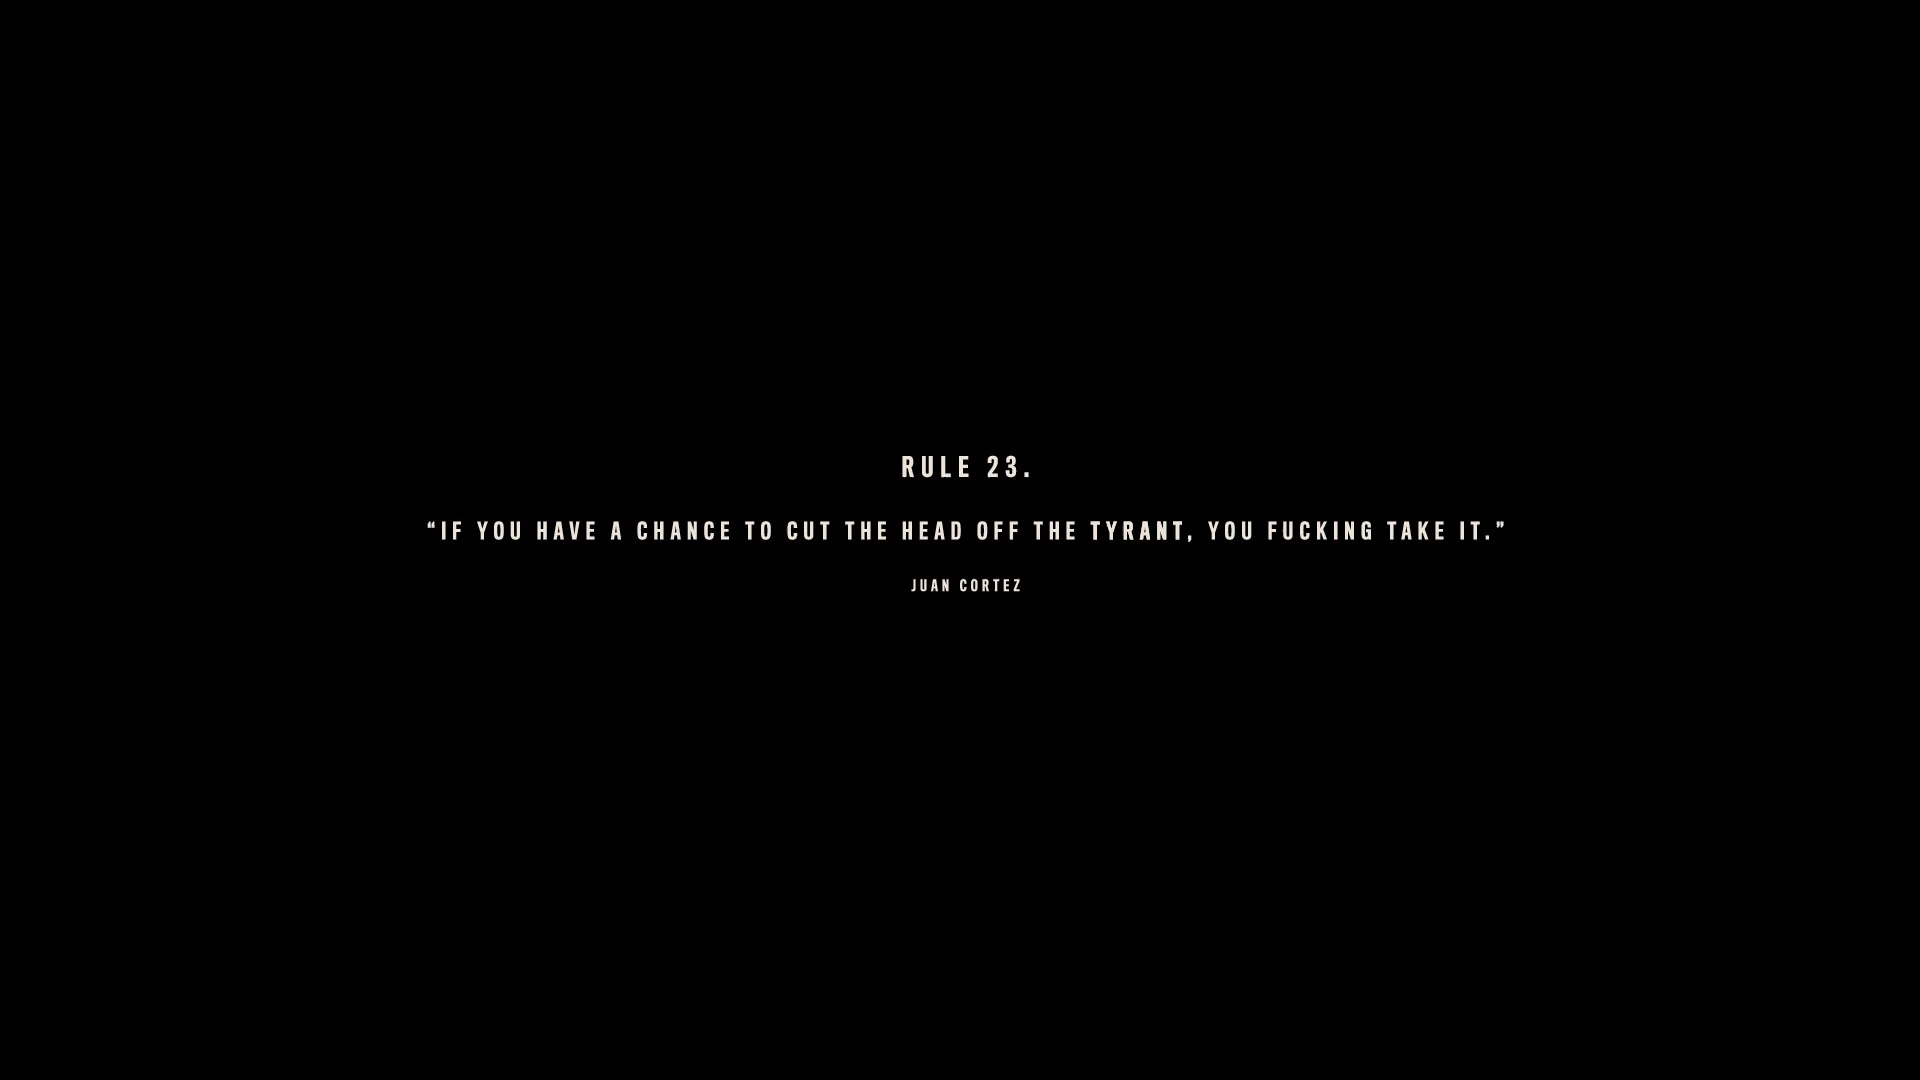 RULE 23.
“IF YOU HAVE A CHANCE TO CUT THE HEAD OFF THE TYRANT, YOU FUCKING TAKE IT.”
JUAN CORTEZ